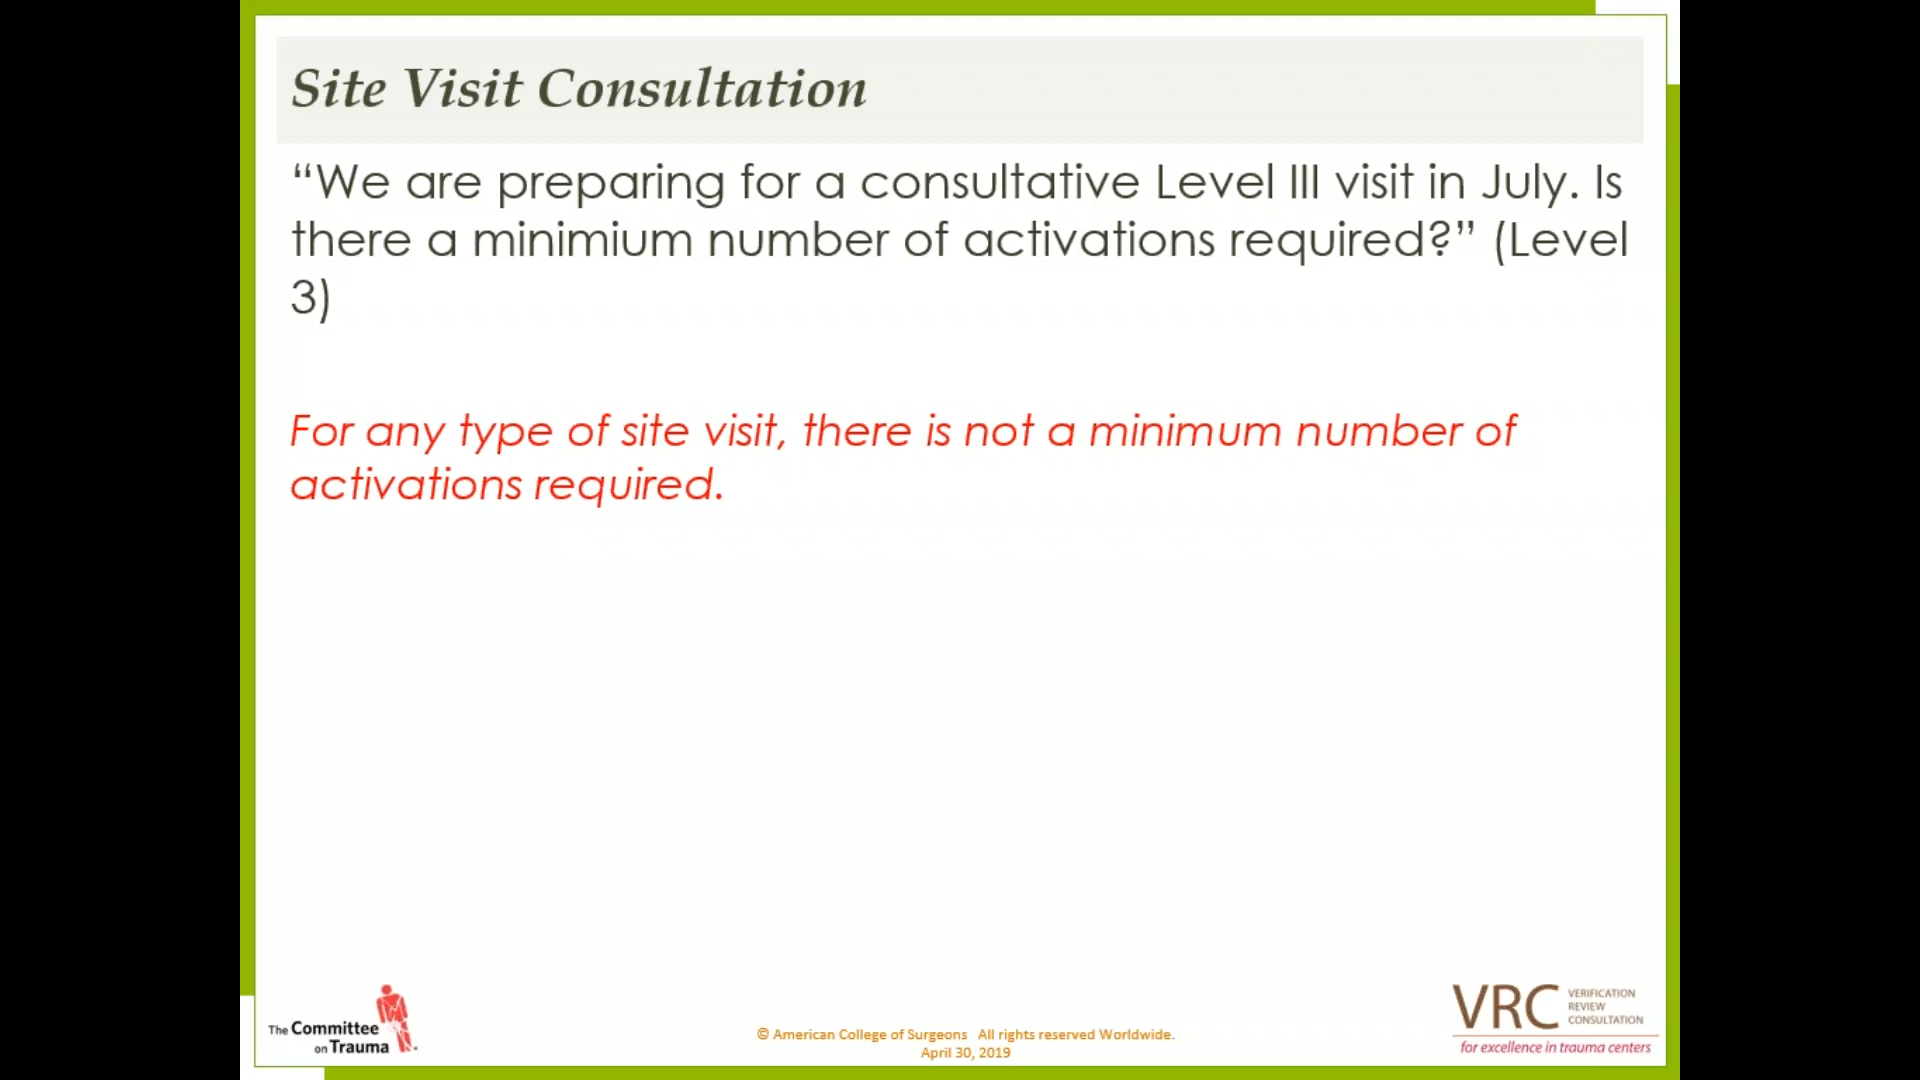 Site Visit Consultation
“We are preparing for a consultative Level III visit in July. Is
there a minimium number of activations required?” (Level
3)
For any type of site visit, there is not a minimum number of
activations required.
The Committee
on Trauma
© American College of Surgeons All rights reserved Worldwide.
April 30, 2019
VRC
VERIFICATION
REVIEW
CONSULTATION
for excellence in trauma centers